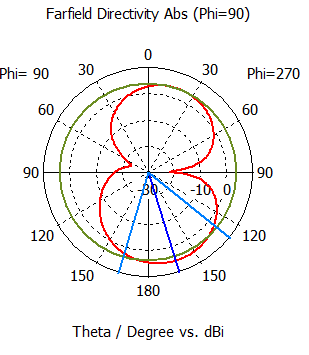 Farfield Directivity Abs (Phi=90)
0
Phi= 90 30 30 Phi=270
60 60
90 -30 -10 0 90
120 120
150 150
180
Theta / Degree vs. dBi